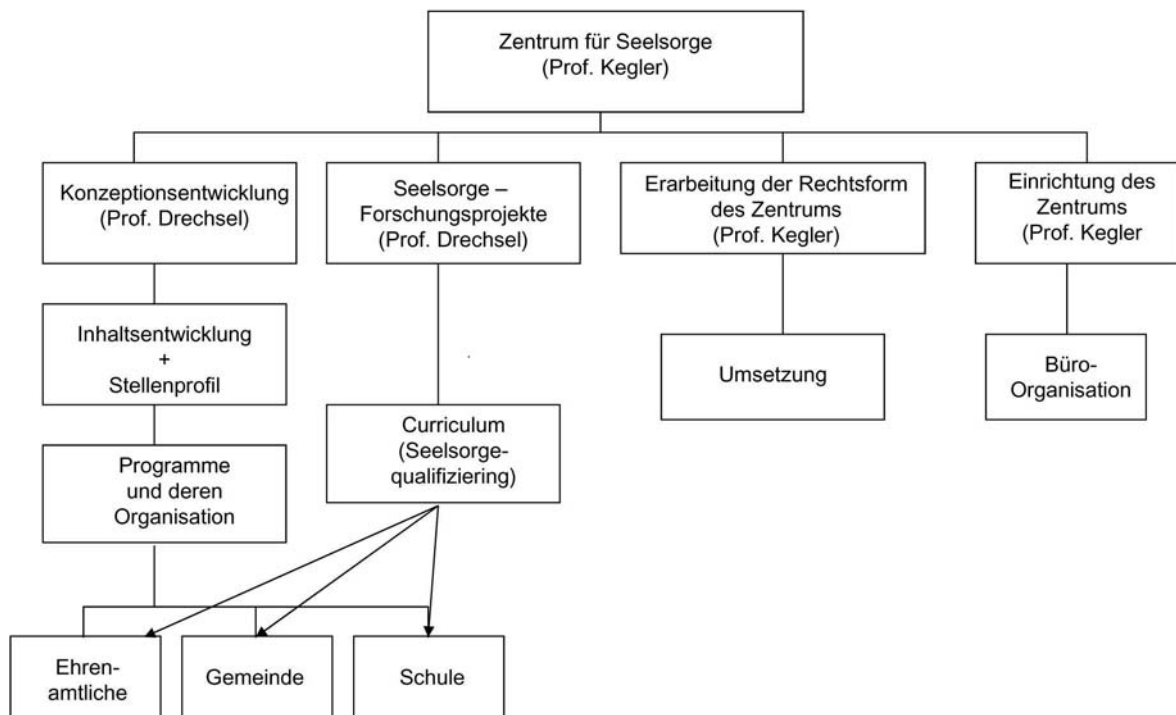 Zentrum für Seelsorge
(Prof. Kegler)
Konzeptionsentwicklung
(Prof. Drechsel)
Seelsorge –
Forschungsprojekte
(Prof. Drechsel)
Erarbeitung der Rechtsform
des Zentrums
(Prof. Kegler)
Einrichtung des
Zentrums
(Prof. Kegler
Inhaltsentwicklung
+
Stellenprofil
Umsetzung
Büro-
Organisation
Curriculum
(Seelsorge-
qualifiziering)
Programme
und deren
Organisation
Ehren-
amtliche
Gemeinde
Schule